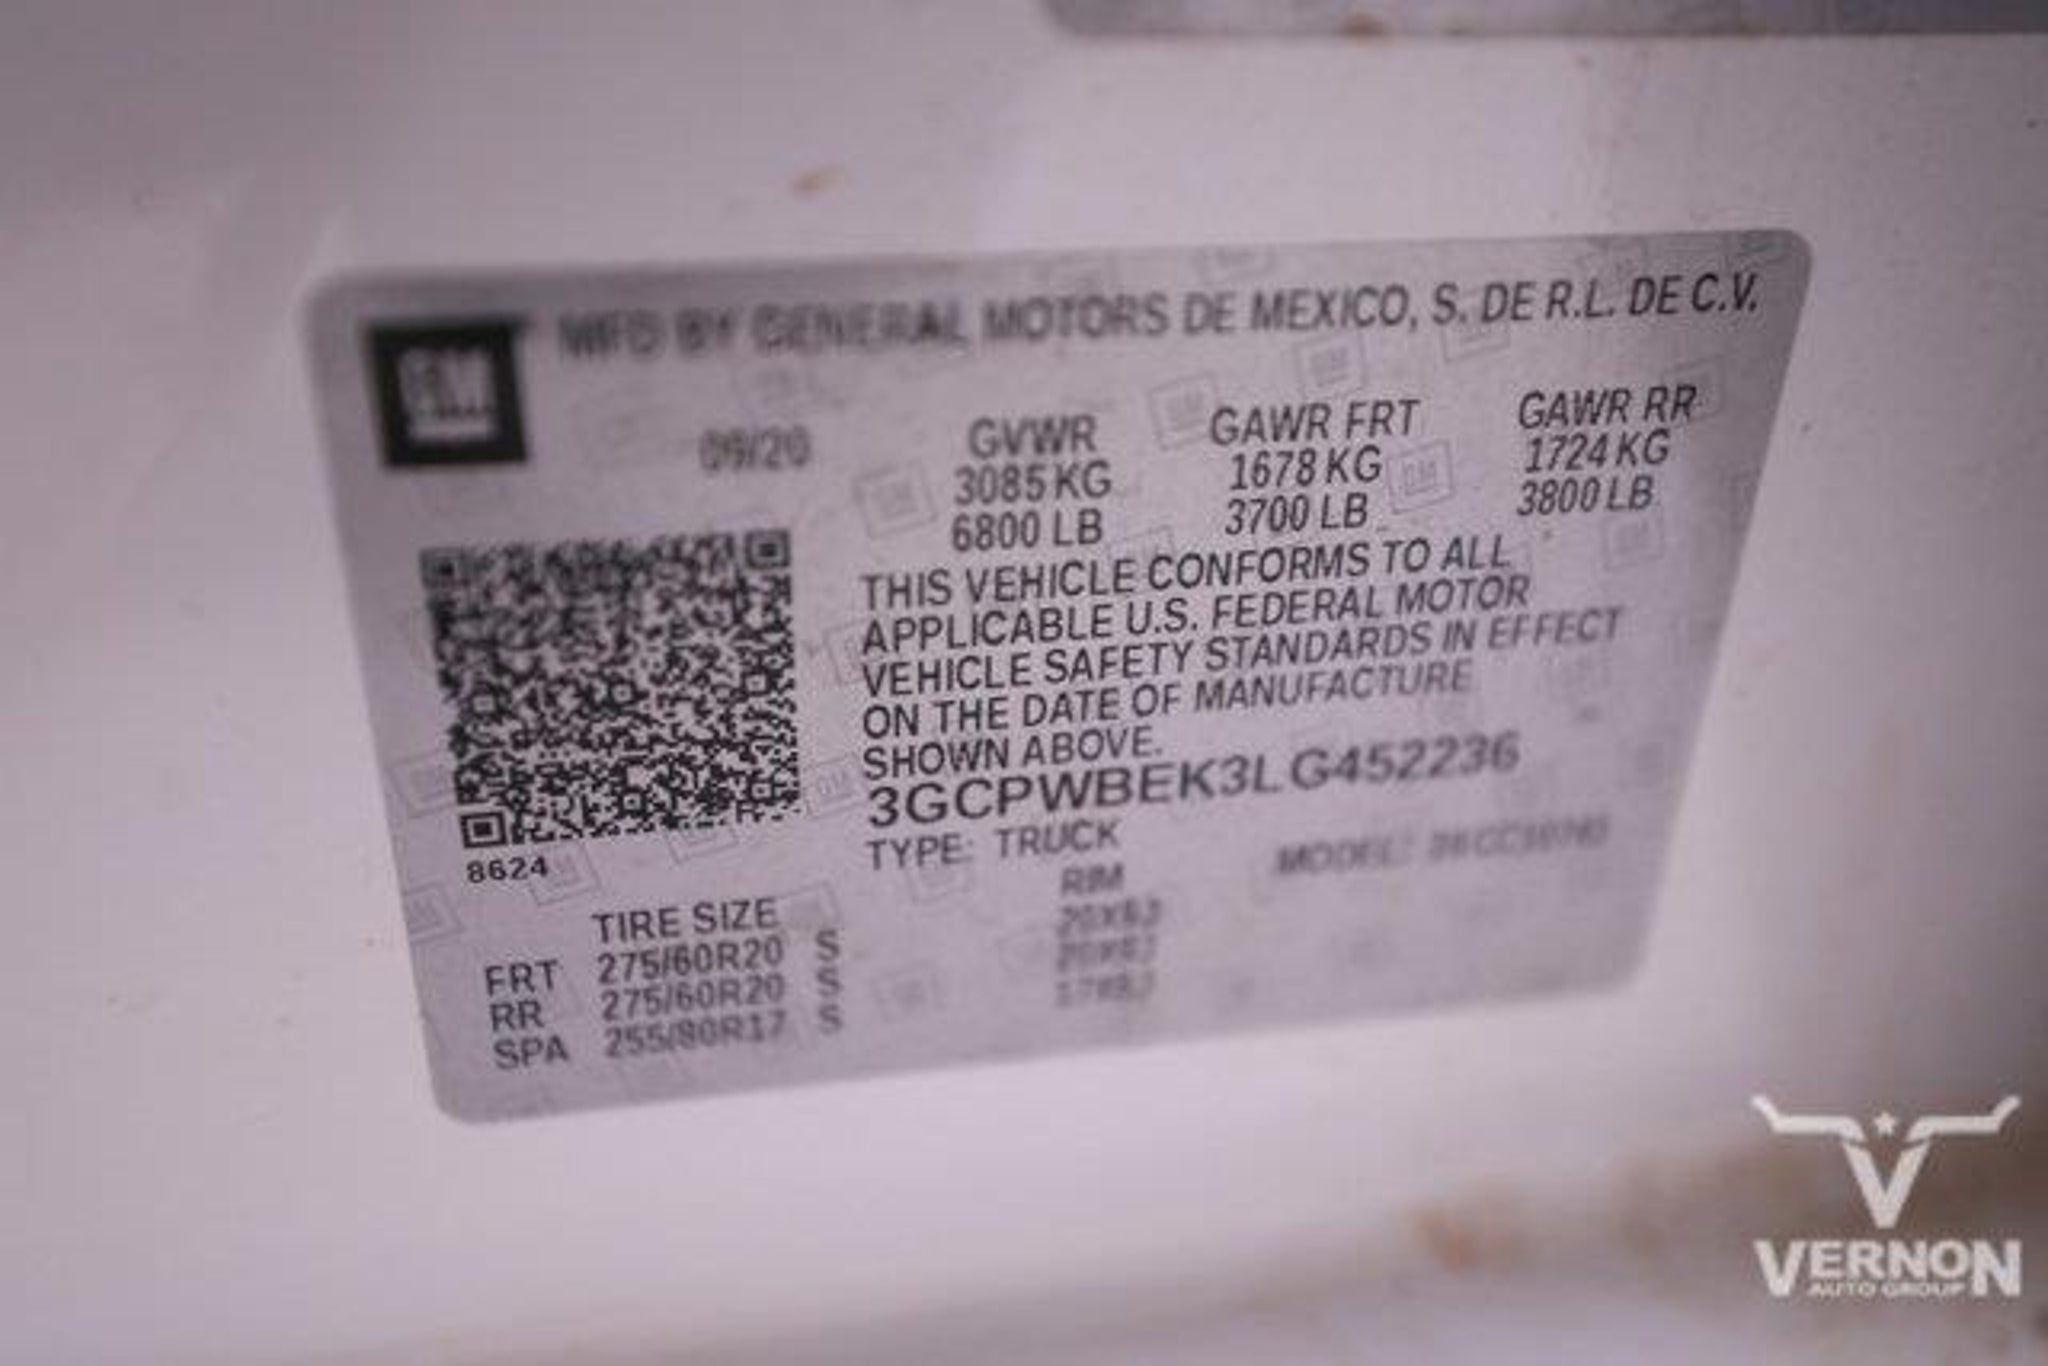 GM MFD BY GENERAL MOTORS DE MEXICO, S. DE R.L. DE C.V.
09/20 GVWR GAWR FRT GAWR RR
3085 KG 1678 KG 1724 KG
6800 LB 3700 LB 3800 LB
THIS VEHICLE CONFORMS TO ALL
APPLICABLE U.S. FEDERAL MOTOR
VEHICLE SAFETY STANDARDS IN EFFECT
ON THE DATE OF MANUFACTURE
SHOWN ABOVE.
3GCPWBEK3LG452236
8624
TYPE: TRUCK MODEL:
TIRE SIZE RIM
FRT 275/60R20 S
RR 275/60R20 S
SPA 255/80R17 S
V
VERNON
AUTO GROUP